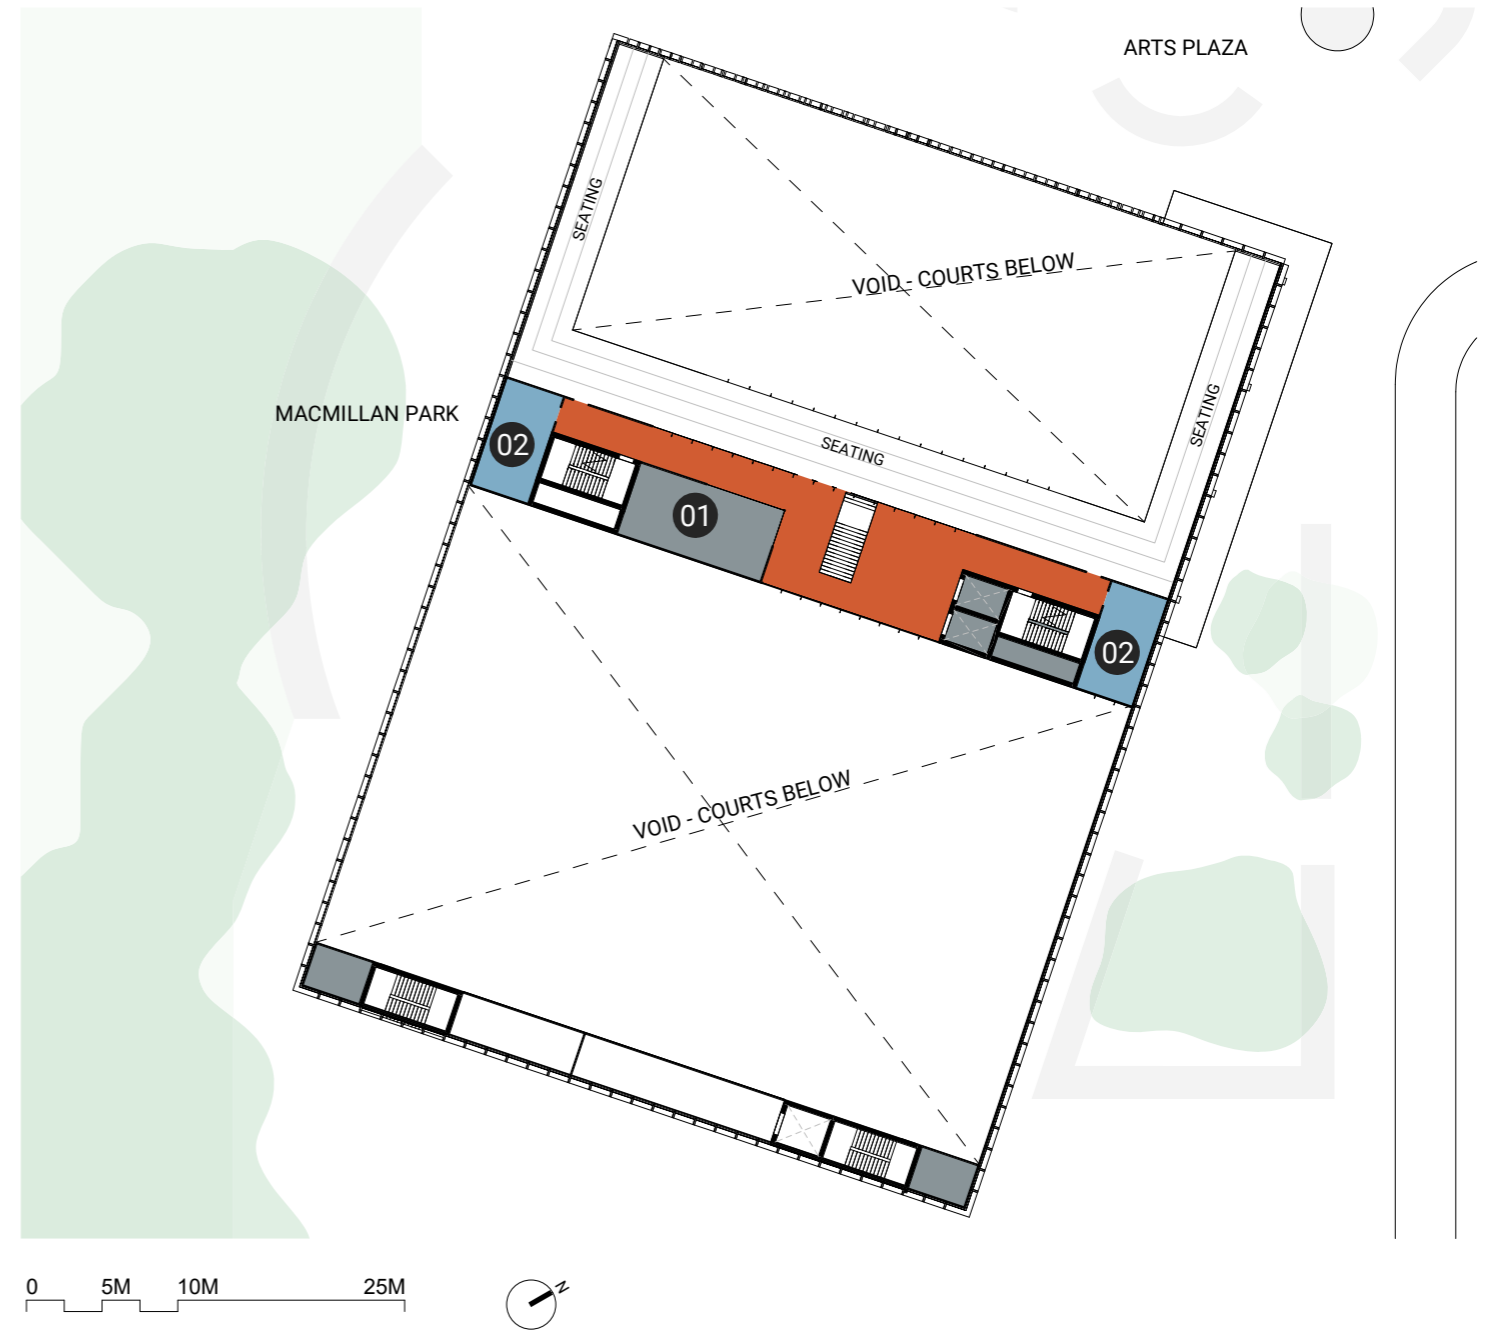 ARTS PLAZA
SEATING
VOID - COURTS BELOW
MACMILLAN PARK
SEATING
02
SEATING
01
02
VOID - COURTS BELOW
0 5M 10M 25M
N